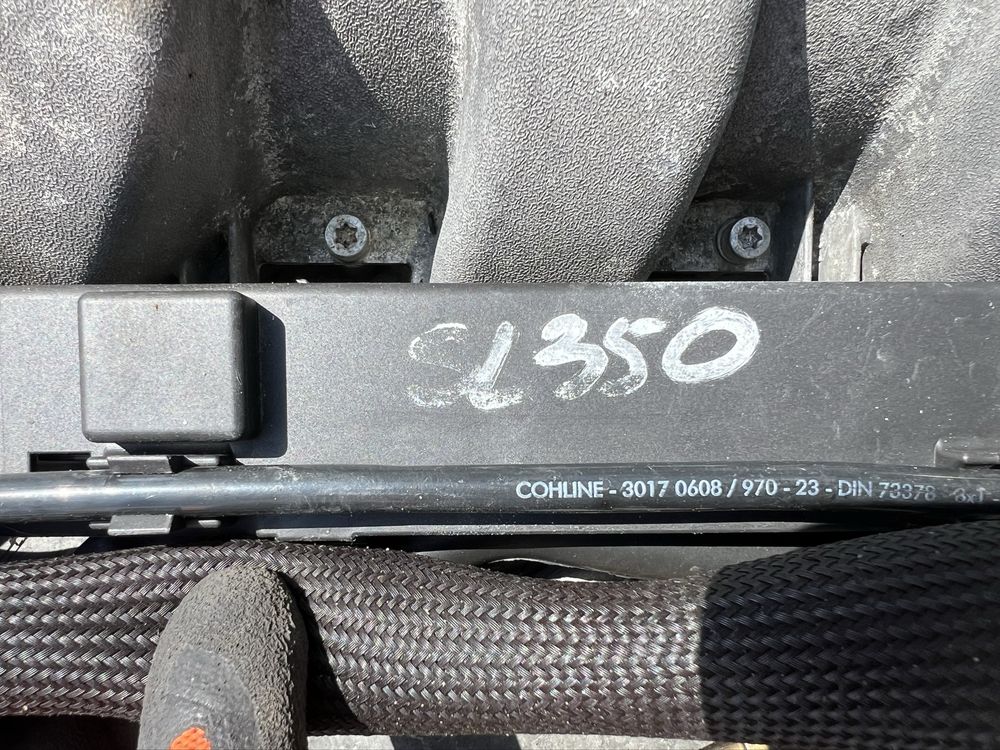 SL350
COHLINE - 3017 0608 / 970 - 23 - DIN 73378